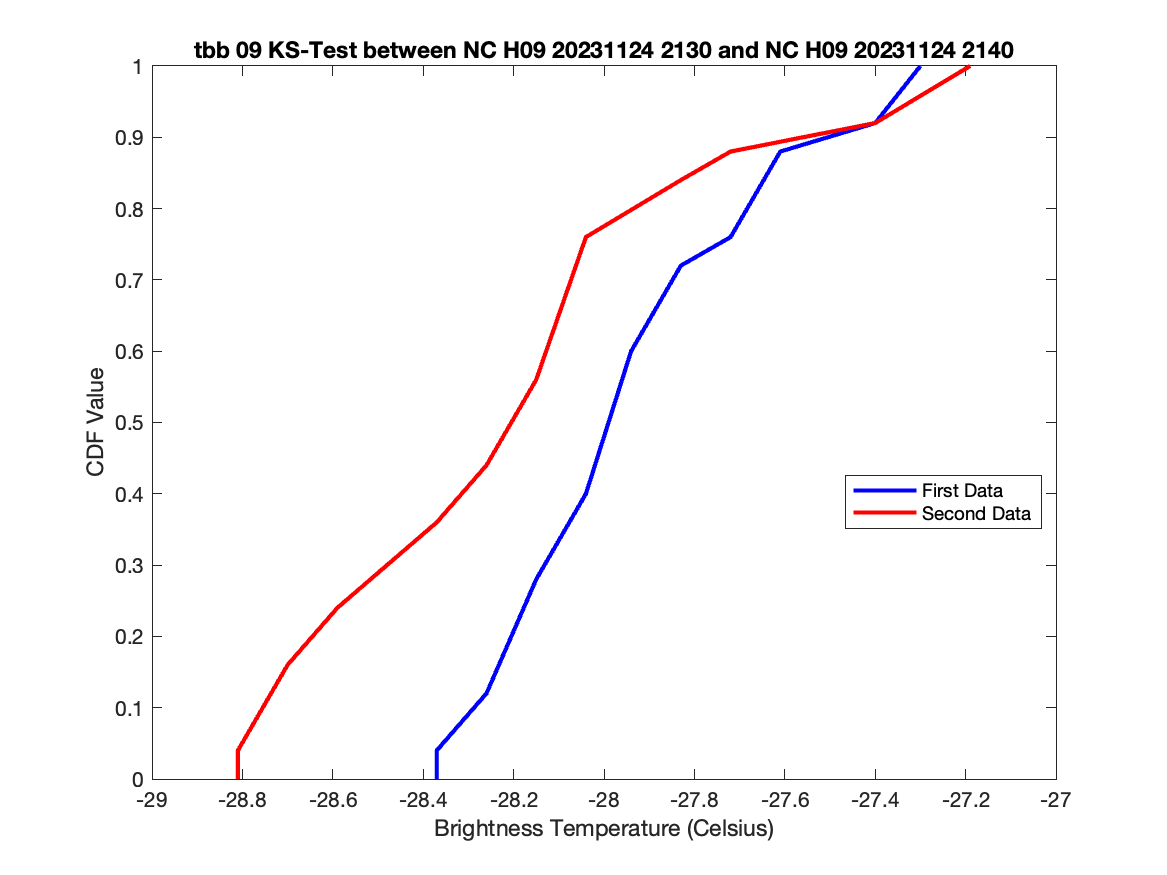 tbb 09 KS-Test between NC H09 20231124 2130 and NC H09 20231124 2140
1
0.9
0.8
0.7
0.6
0.5
0.4
0.3
0.2
0.1
0
CDF Value
First Data
Second Data
-29 -28.8 -28.6 -28.4 -28.2 -28 -27.8 -27.6 -27.4 -27.2 -27
Brightness Temperature (Celsius)